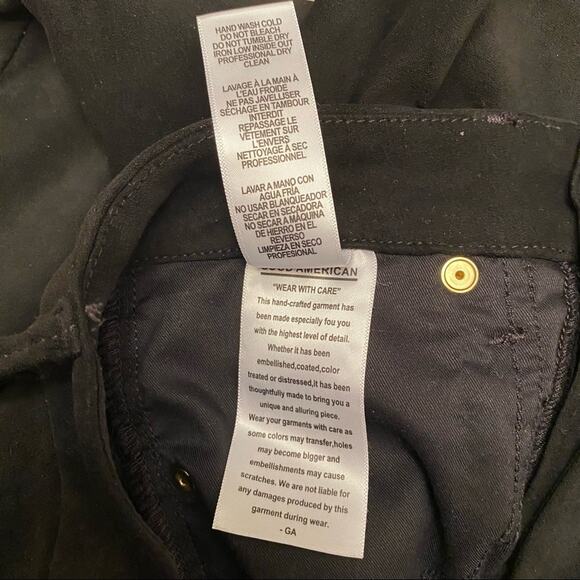 HAND WASH COLD
DO NOT BLEACH
DO NOT TUMBLE DRY
IRON LOW INSIDE OUT
PROFESSIONAL DRY
CLEAN
LAVAGE À LA MAIN À
L'EAU FROIDE
NE PAS JAVELLISER
SÉCHAGE EN TAMBOUR
INTERDIT
REPASSAGE LE
VÊTEMENT SUR
L'ENVERS
NETTOYAGE À SEC
PROFESSIONNEL
LAVAR A MANO CON
AGUA FRÍA
NO USAR BLANQUEADOR
SECAR EN SECADORA
NO SECAR A MÁQUINA
DE HIERRO EN EL
REVERSO
LIMPIEZA EN SECO
PROFESIONAL
GOOD AMERICAN
"WEAR WITH CARE"
This hand-crafted garment has
been made especially fou you
with the highest level of detail.
Whether it has been
embellished,coated,color
treated or distressed,it has been
thoughtfully made to bring you a
unique and alluring piece.
Wear your garments with care as
some colors may transfer,holes
may become bigger and
embellishments may cause
scratches. We are not liable for
any damages produced by this
garment during wear.
- GA